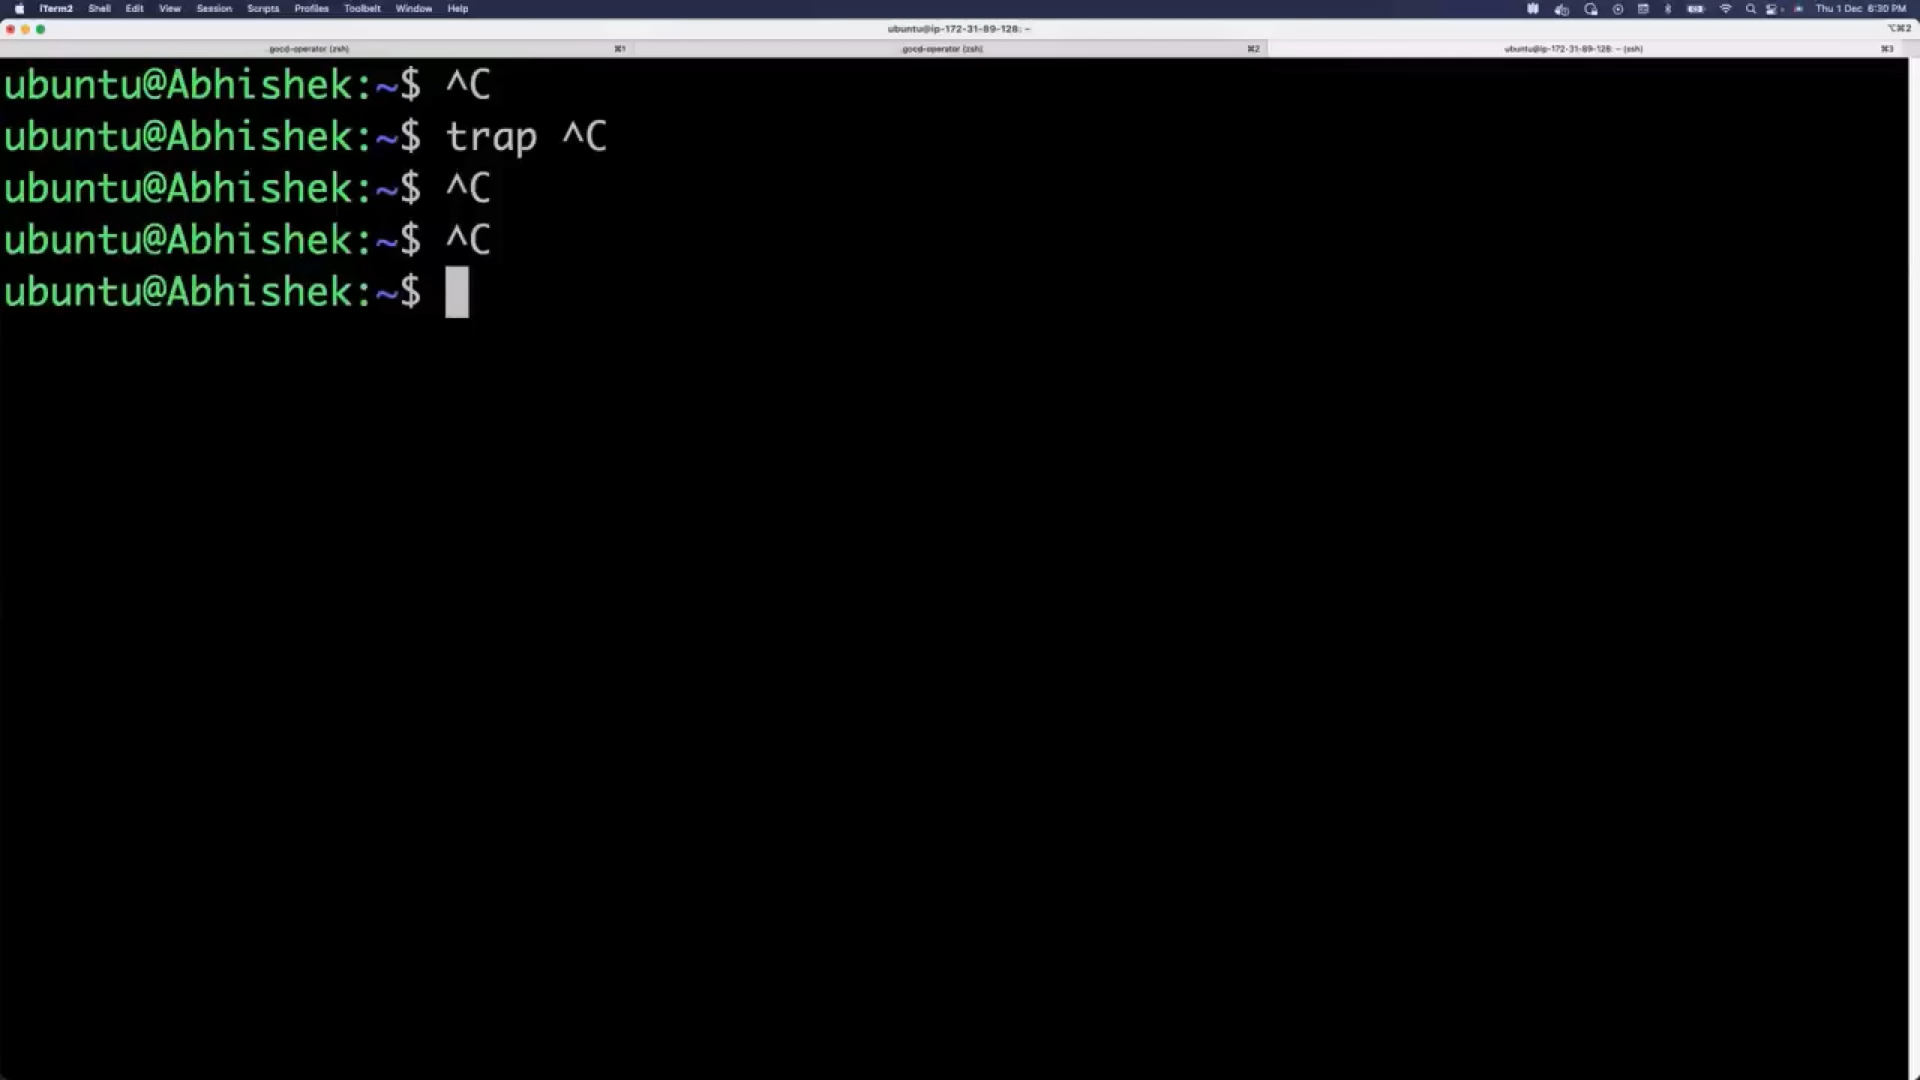 iTerm2 Shell Edit View Session Scripts Profiles Toolbelt Window Help Thu 1 Dec 6:30 PM
ubuntu@ip-172-31-89-128: ~ ⌥⌘2
..gocd-operator (zsh) ⌘1 ..gocd-operator (zsh) ⌘2 ubuntu@ip-172-31-89-128: ~ (ssh) ⌘3
ubuntu@Abhishek:~$ ^C
ubuntu@Abhishek:~$ trap ^C
ubuntu@Abhishek:~$ ^C
ubuntu@Abhishek:~$ ^C
ubuntu@Abhishek:~$